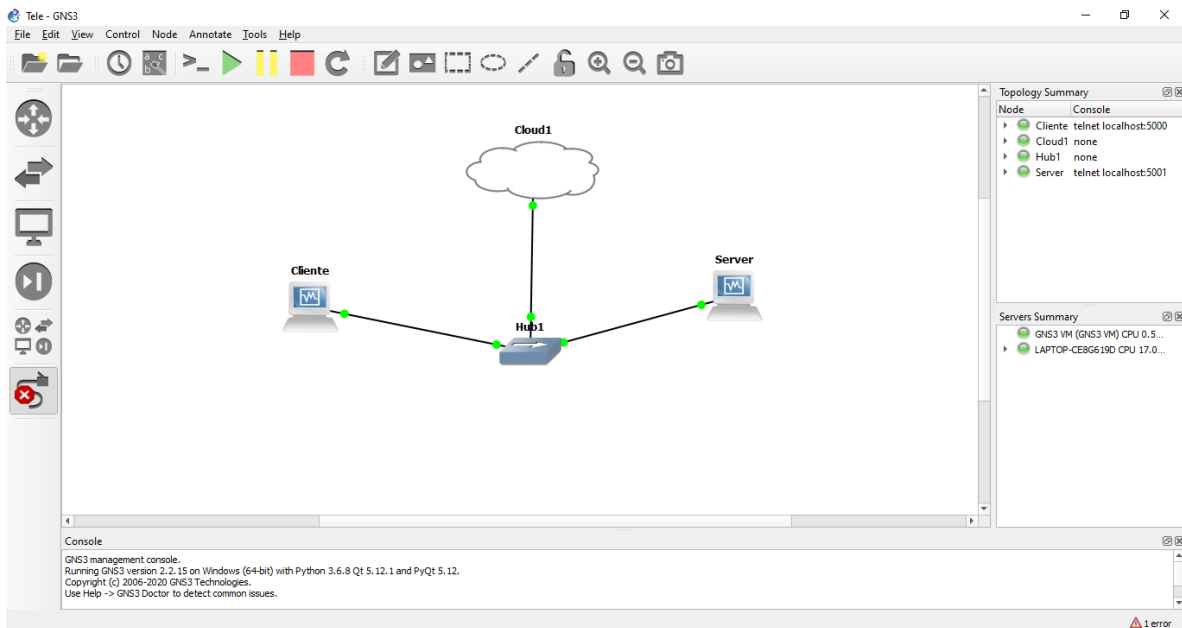 Tele - GNS3
File Edit View Control Node Annotate Tools Help
Cloud1
Cliente
Server
Hub1
Topology Summary
Node Console
Cliente telnet localhost:5000
Cloud1 none
Hub1 none
Server telnet localhost:5001
Servers Summary
GNS3 VM (GNS3 VM) CPU 0.5...
LAPTOP-CE8G619D CPU 17.0...
Console
GNS3 management console.
Running GNS3 version 2.2.15 on Windows (64-bit) with Python 3.6.8 Qt 5.12.1 and PyQt 5.12.
Copyright (c) 2006-2020 GNS3 Technologies.
Use Help -> GNS3 Doctor to detect common issues.
1 error